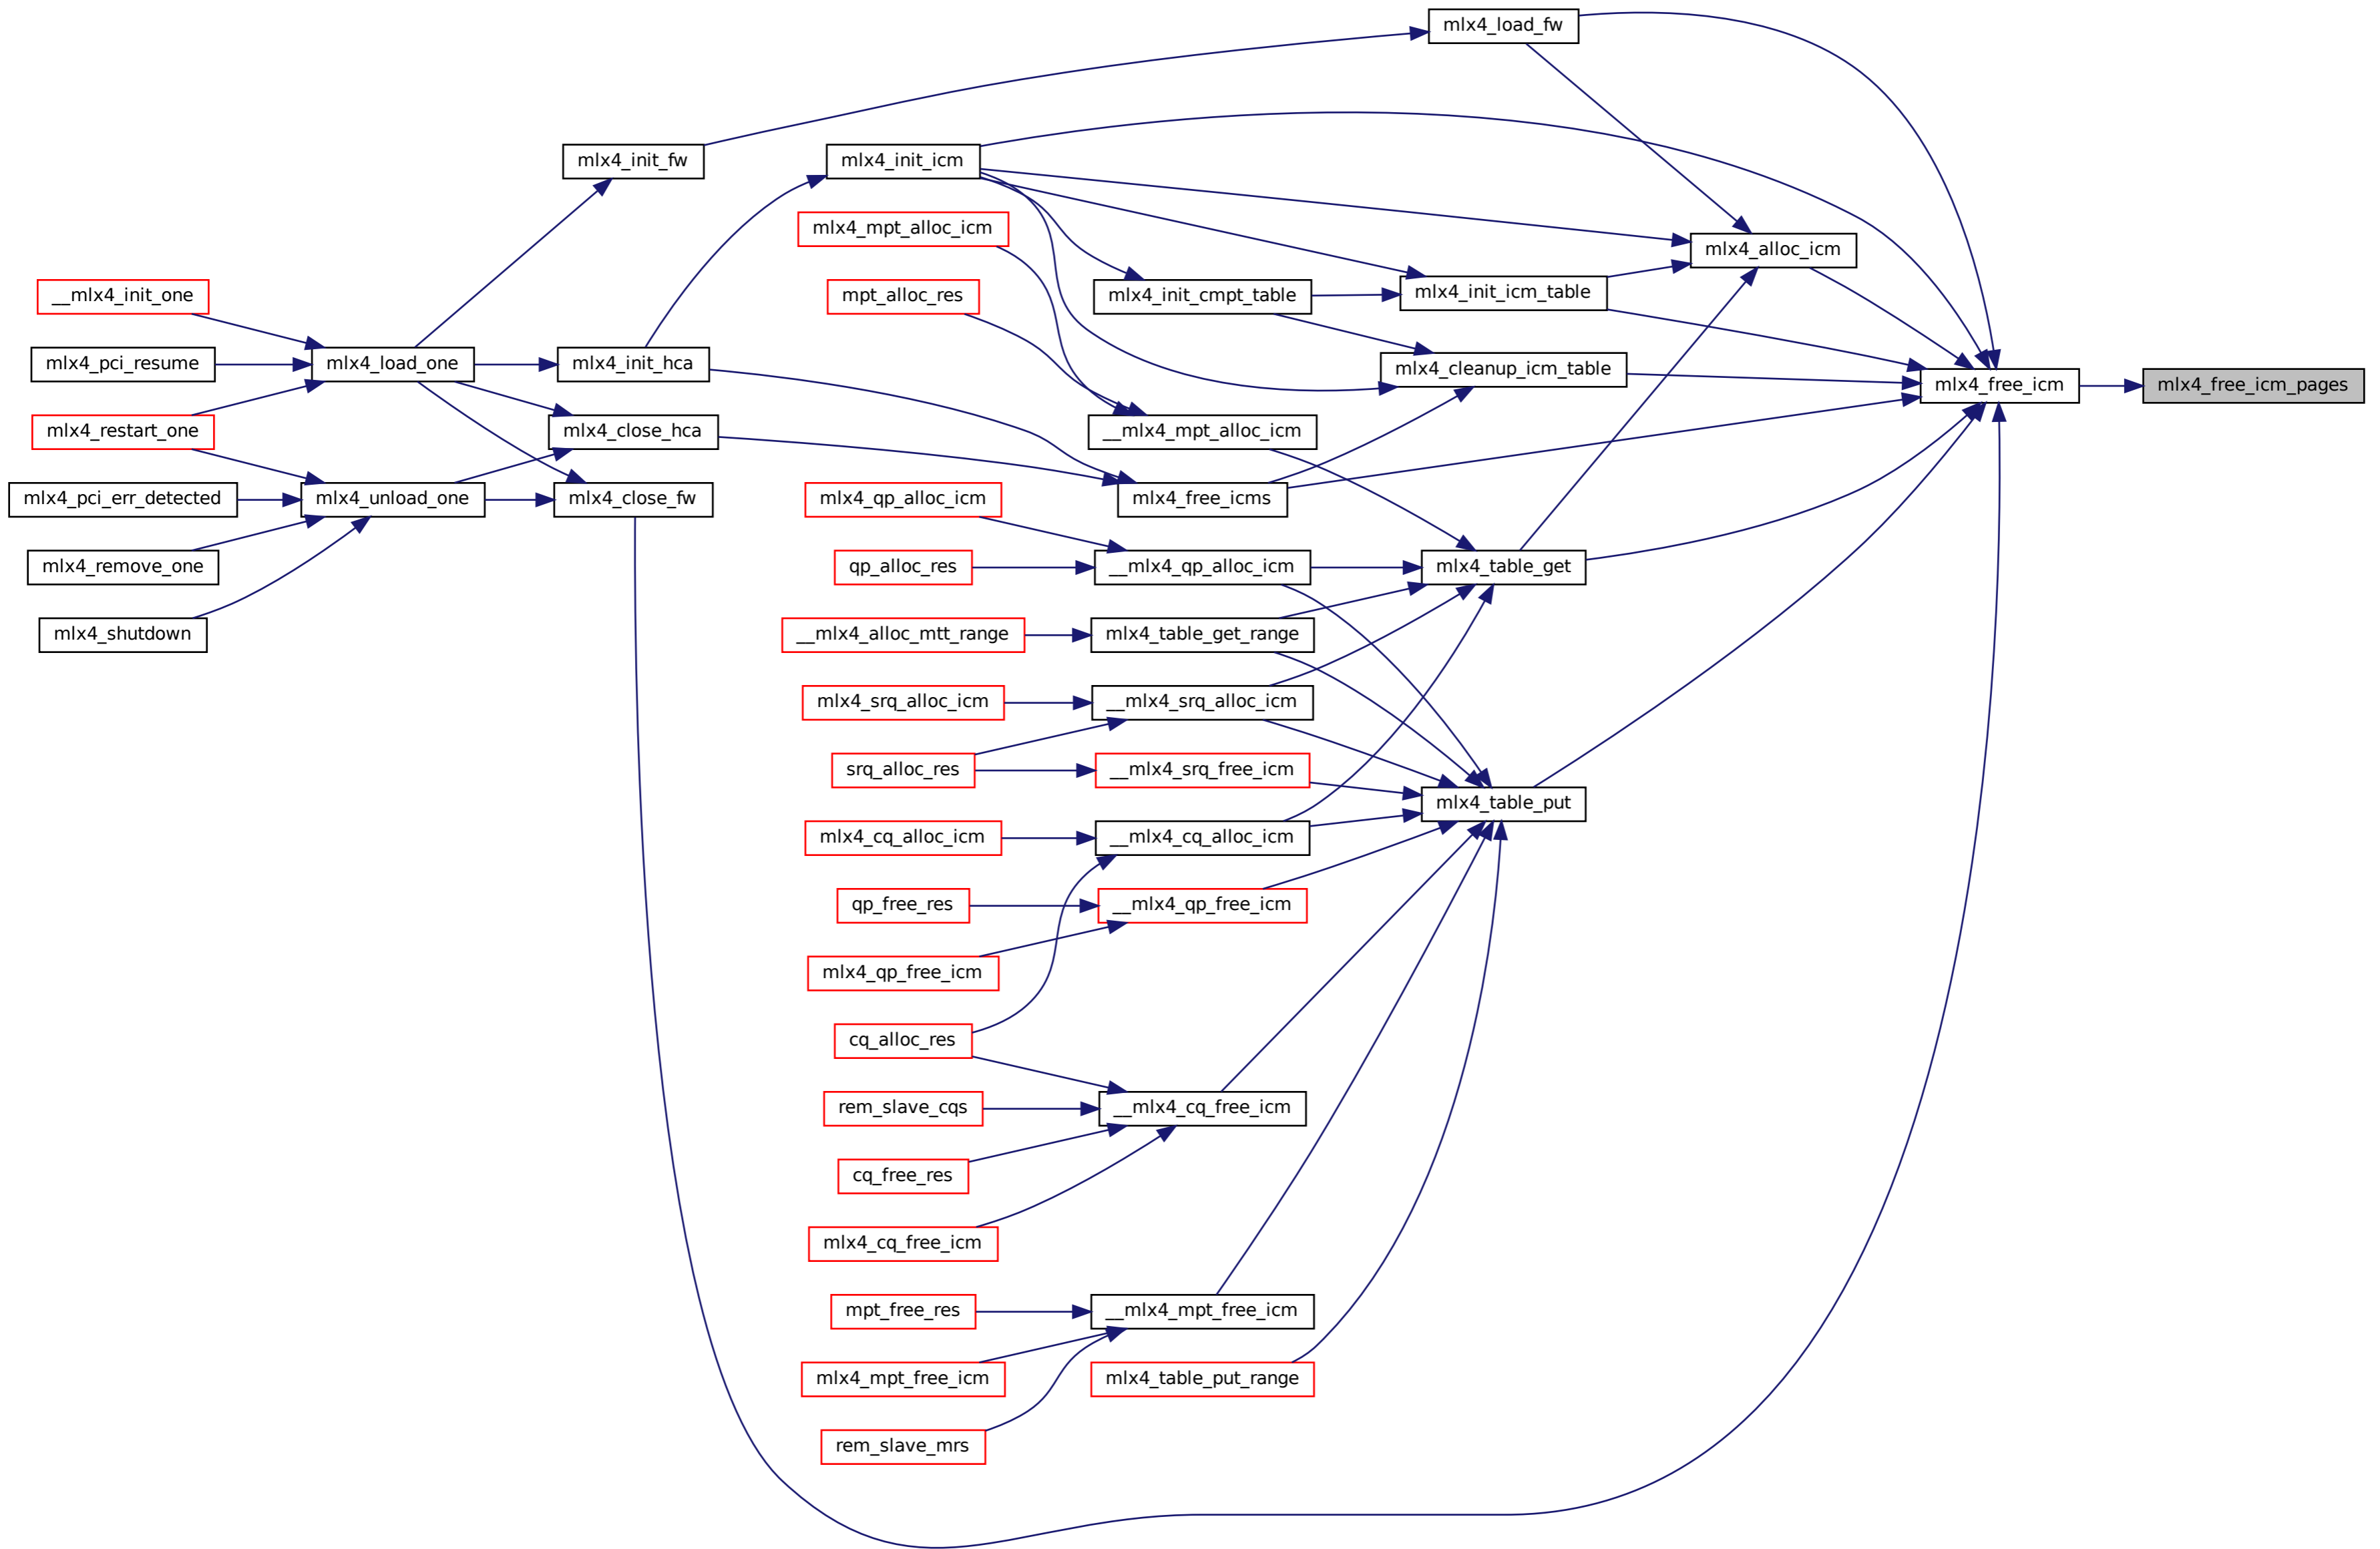 mlx4_load_fw
mlx4_init_fw
mlx4_init_icm
mlx4_mpt_alloc_icm
mlx4_alloc_icm
__mlx4_init_one
mpt_alloc_res
mlx4_init_cmpt_table
mlx4_init_icm_table
mlx4_pci_resume
mlx4_load_one
mlx4_init_hca
mlx4_cleanup_icm_table
mlx4_free_icm
mlx4_free_icm_pages
mlx4_restart_one
mlx4_close_hca
__mlx4_mpt_alloc_icm
mlx4_pci_err_detected
mlx4_unload_one
mlx4_close_fw
mlx4_qp_alloc_icm
mlx4_free_icms
mlx4_remove_one
qp_alloc_res
__mlx4_qp_alloc_icm
mlx4_table_get
mlx4_shutdown
__mlx4_alloc_mtt_range
mlx4_table_get_range
mlx4_srq_alloc_icm
__mlx4_srq_alloc_icm
srq_alloc_res
__mlx4_srq_free_icm
mlx4_table_put
mlx4_cq_alloc_icm
__mlx4_cq_alloc_icm
qp_free_res
__mlx4_qp_free_icm
mlx4_qp_free_icm
cq_alloc_res
rem_slave_cqs
__mlx4_cq_free_icm
cq_free_res
mlx4_cq_free_icm
mpt_free_res
__mlx4_mpt_free_icm
mlx4_mpt_free_icm
mlx4_table_put_range
rem_slave_mrs